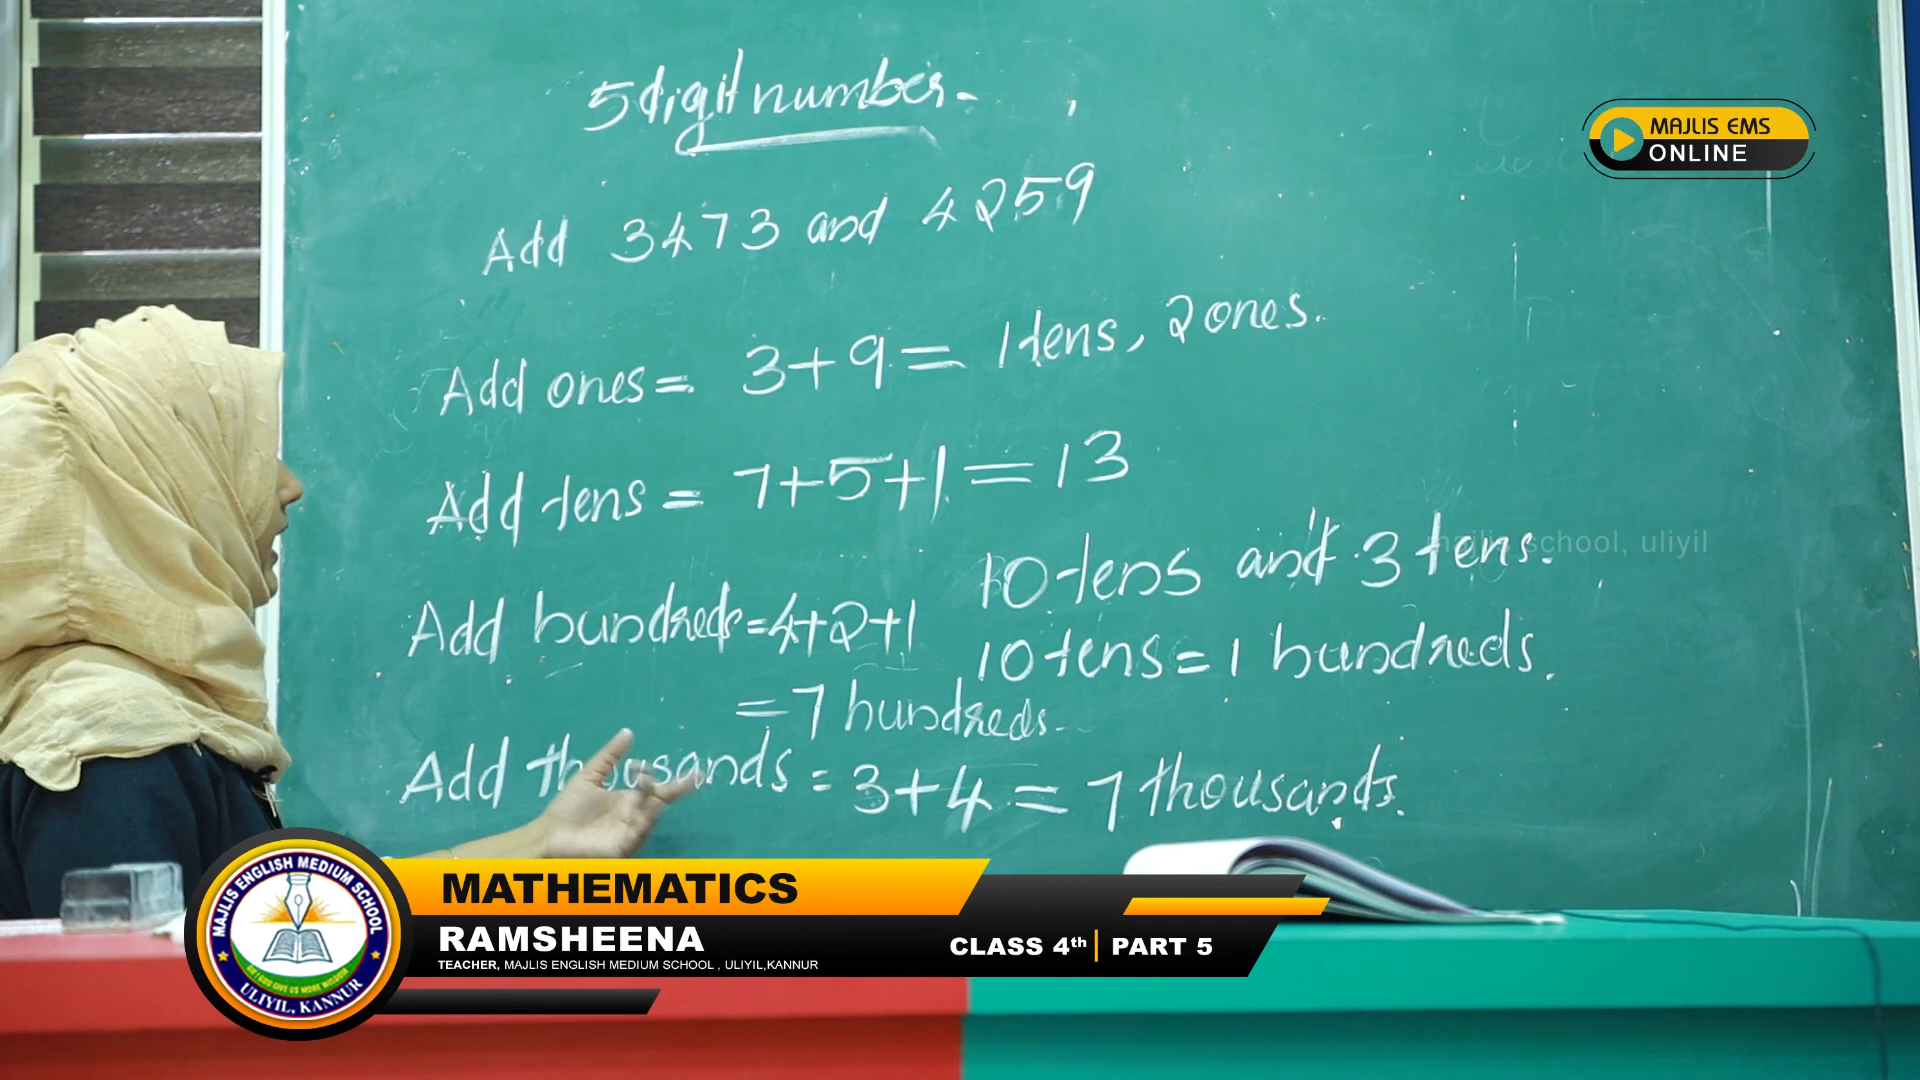 5 digit number.
MAJLIS EMS
ONLINE
Add 3473 and 4259
Add ones = 3+9 = 1 tens, 2 ones.
Add tens = 7+5+1 = 13
10 tens and 3 tens.
majlis school, uliyil
Add hundreds = 4+2+1
10 tens = 1 hundreds.
= 7 hundreds.
Add thousands = 3+4 = 7 thousands.
MATHEMATICS
RAMSHEENA
TEACHER, MAJLIS ENGLISH MEDIUM SCHOOL , ULIYIL,KANNUR
CLASS 4th | PART 5
MAJLIS ENGLISH MEDIUM SCHOOL
ULIYIL, KANNUR